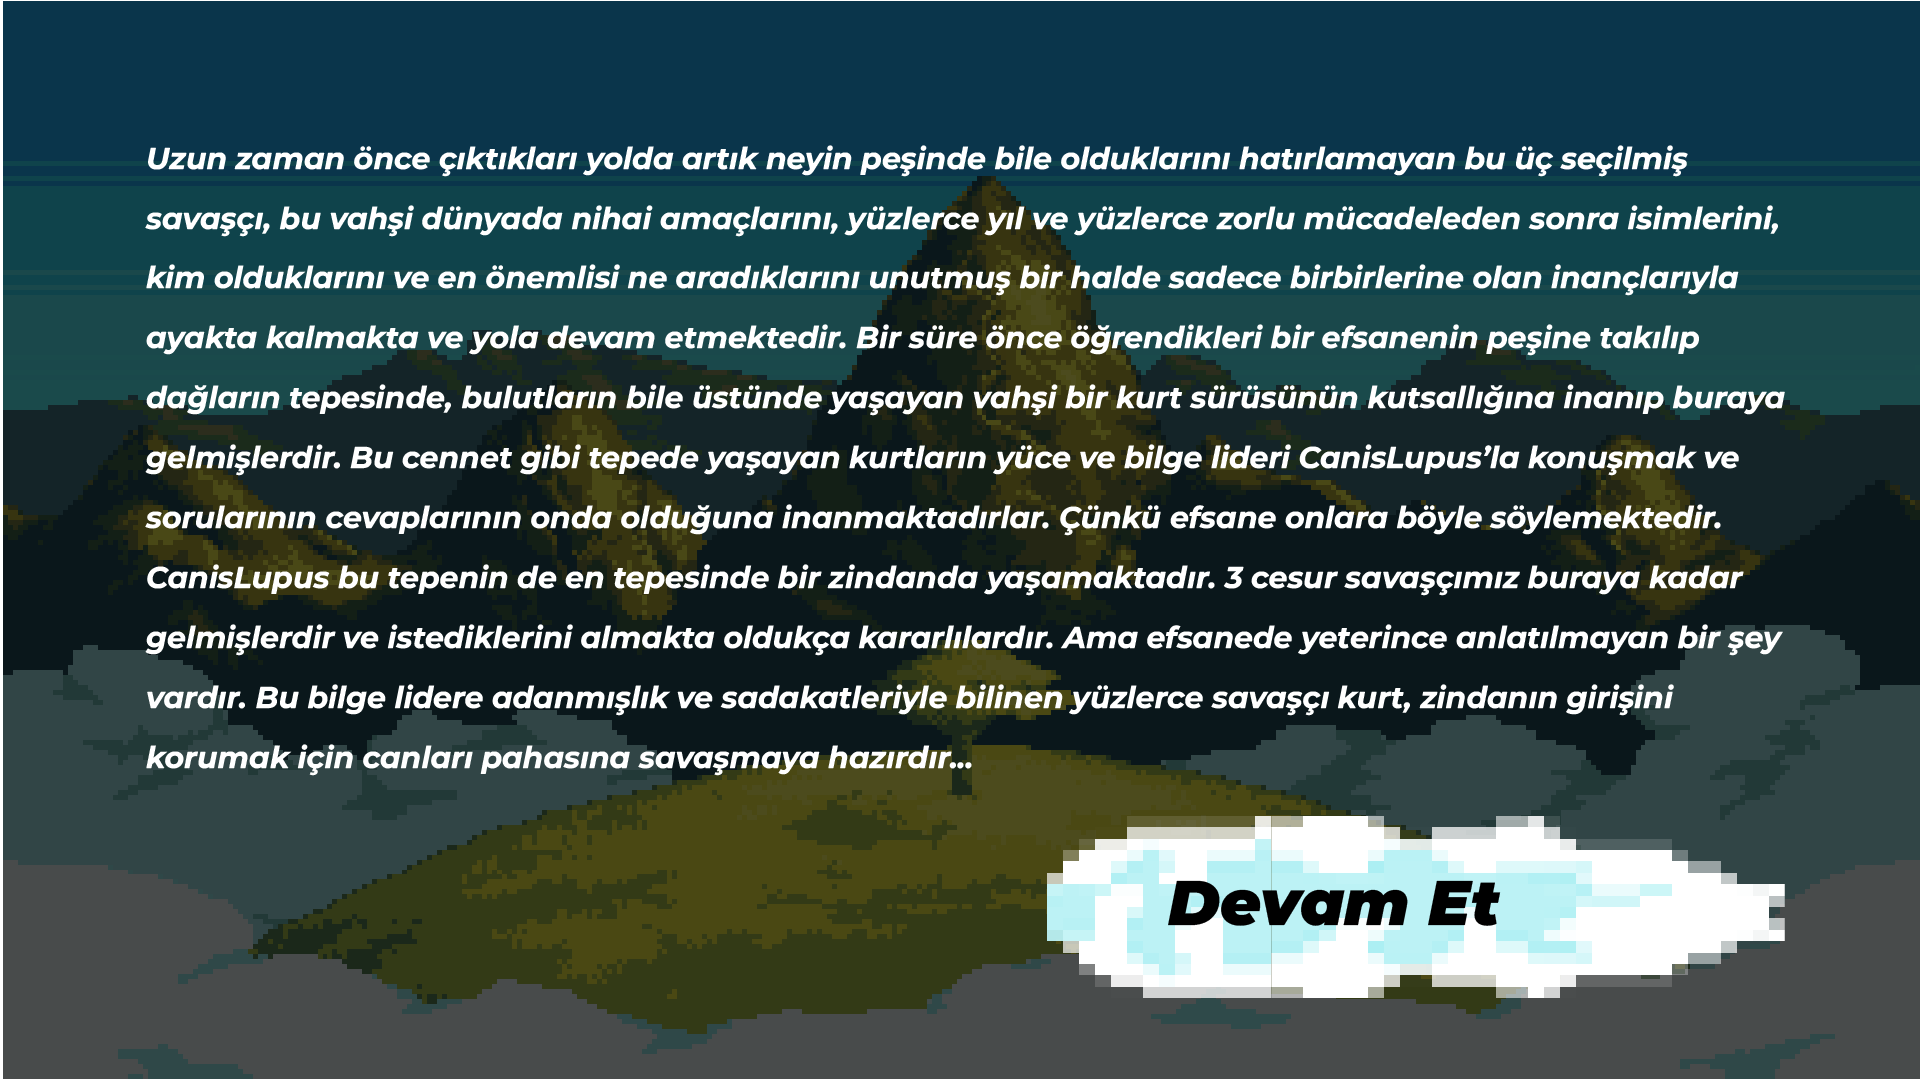 Uzun zaman önce çıktıkları yolda artık neyin peşinde bile olduklarını hatırlamayan bu üç seçilmiş
savaşçı, bu vahşi dünyada nihai amaçlarını, yüzlerce yıl ve yüzlerce zorlu mücadeleden sonra isimlerini,
kim olduklarını ve en önemlisi ne aradıklarını unutmuş bir halde sadece birbirlerine olan inançlarıyla
ayakta kalmakta ve yola devam etmektedir. Bir süre önce öğrendikleri bir efsanenin peşine takılıp
dağların tepesinde, bulutların bile üstünde yaşayan vahşi bir kurt sürüsünün kutsallığına inanıp buraya
gelmişlerdir. Bu cennet gibi tepede yaşayan kurtların yüce ve bilge lideri CanisLupus’la konuşmak ve
sorularının cevaplarının onda olduğuna inanmaktadırlar. Çünkü efsane onlara böyle söylemektedir.
CanisLupus bu tepenin de en tepesinde bir zindanda yaşamaktadır. 3 cesur savaşçımız buraya kadar
gelmişlerdir ve istediklerini almakta oldukça kararlılardır. Ama efsanede yeterince anlatılmayan bir şey
vardır. Bu bilge lidere adanmışlık ve sadakatleriyle bilinen yüzlerce savaşçı kurt, zindanın girişini
korumak için canları pahasına savaşmaya hazırdır...
Devam Et